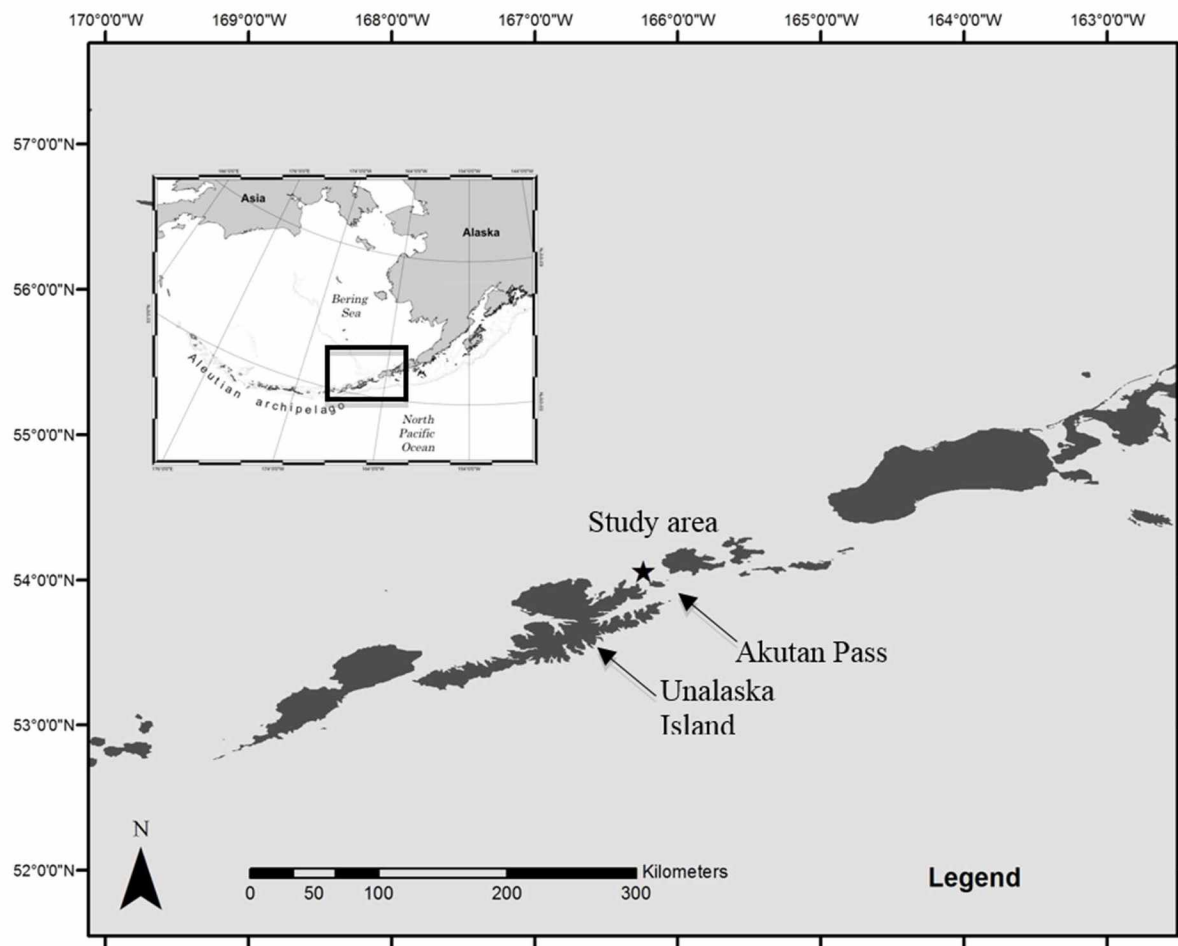 170°0'0"W 169°0'0"W 168°0'0"W 167°0'0"W 166°0'0"W 165°0'0"W 164°0'0"W 163°0'0"W
57°0'0"N
56°0'0"N
55°0'0"N
54°0'0"N
53°0'0"N
52°0'0"N
Asia
Alaska
Bering
Sea
Aleutian archipelago
North
Pacific
Ocean
Study area
Akutan Pass
Unalaska
Island
N
Kilometers
0 50 100 200 300
Legend